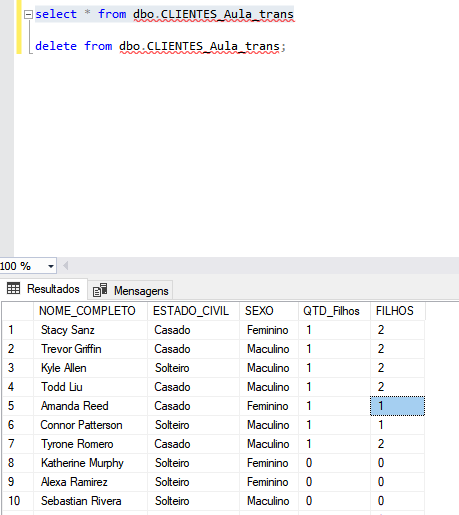 select * from dbo.CLIENTES_Aula_trans
delete from dbo.CLIENTES_Aula_trans;
100 %
Resultados Mensagens
NOME_COMPLETO ESTADO_CIVIL SEXO QTD_Filhos FILHOS
1 Stacy Sanz Casado Feminino 1 2
2 Trevor Griffin Casado Maculino 1 2
3 Kyle Allen Solteiro Maculino 1 2
4 Todd Liu Casado Maculino 1 2
5 Amanda Reed Casado Feminino 1 1
6 Connor Patterson Solteiro Maculino 1 1
7 Tyrone Romero Casado Maculino 1 2
8 Katherine Murphy Solteiro Feminino 0 0
9 Alexa Ramirez Solteiro Feminino 0 0
10 Sebastian Rivera Solteiro Maculino 0 0